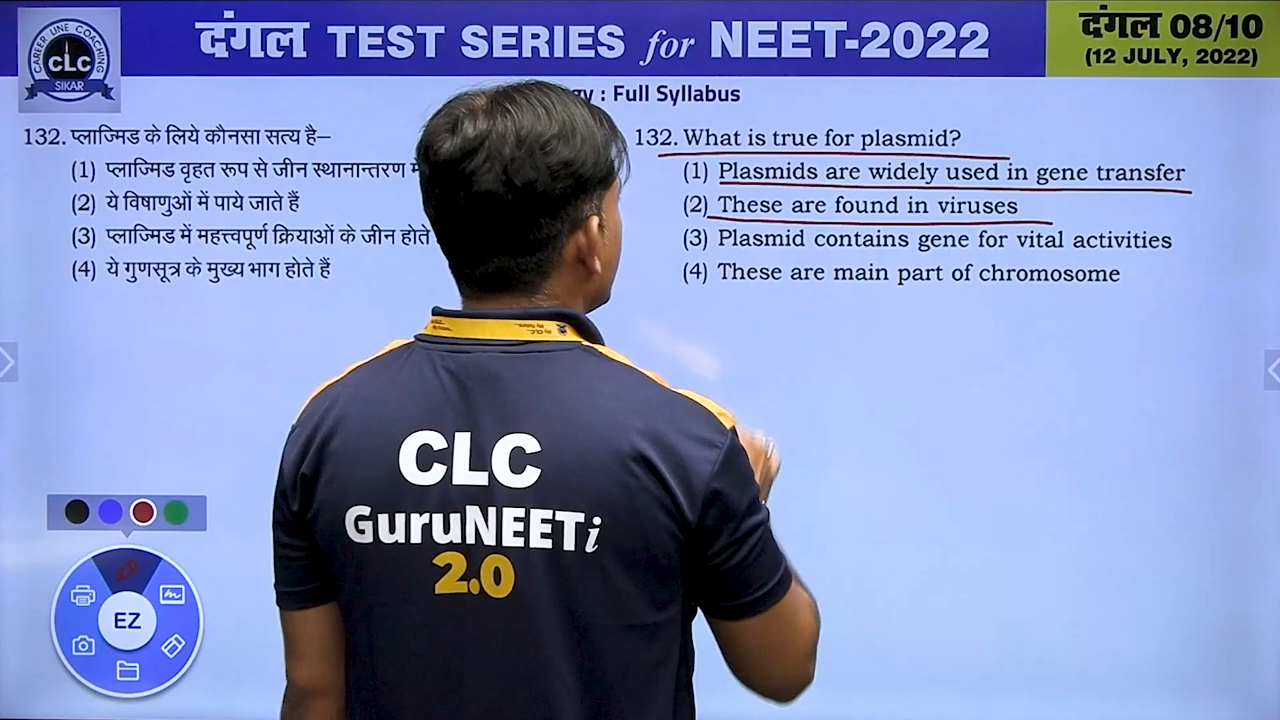 CAREER LINE COACHING
CLC
SIKAR
दंगल TEST SERIES for NEET-2022
दंगल 08/10
(12 JULY, 2022)
: Full Syllabus
132. प्लाज्मिड के लिये कौनसा सत्य है–
(1) प्लाज्मिड वृहत रूप से जीन स्थानान्तरण
(2) ये विषाणुओं में पाये जाते हैं
(3) प्लाज्मिड में महत्त्वपूर्ण क्रियाओं के जीन होते
(4) ये गुणसूत्र के मुख्य भाग होते हैं
132. What is true for plasmid?
(1) Plasmids are widely used in gene transfer
(2) These are found in viruses
(3) Plasmid contains gene for vital activities
(4) These are main part of chromosome
CLC
GuruNEETi
2.0
EZ